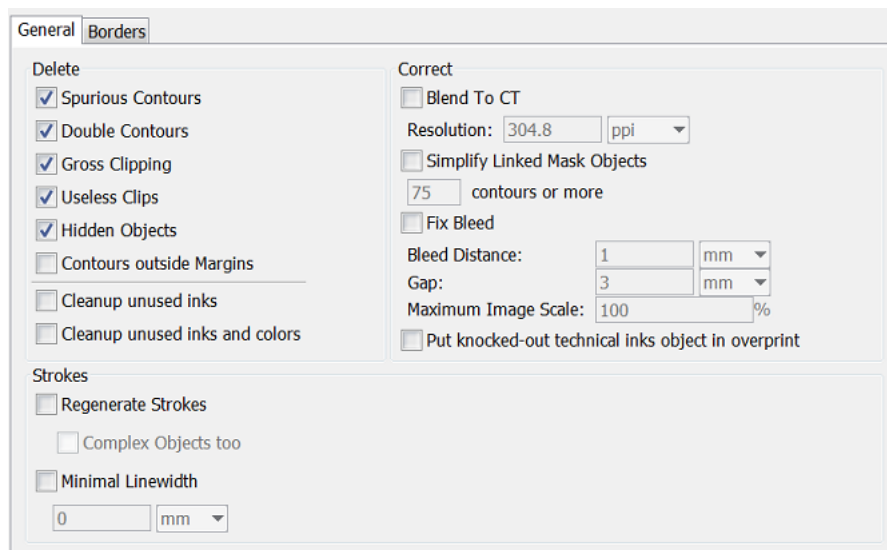 General Borders
Delete
Spurious Contours
Double Contours
Gross Clipping
Useless Clips
Hidden Objects
Contours outside Margins
Cleanup unused inks
Cleanup unused inks and colors
Correct
Blend To CT
Resolution: 304.8 ppi
Simplify Linked Mask Objects
75 contours or more
Fix Bleed
Bleed Distance: 1 mm
Gap: 3 mm
Maximum Image Scale: 100 %
Put knocked-out technical inks object in overprint
Strokes
Regenerate Strokes
Complex Objects too
Minimal Linewidth
0 mm